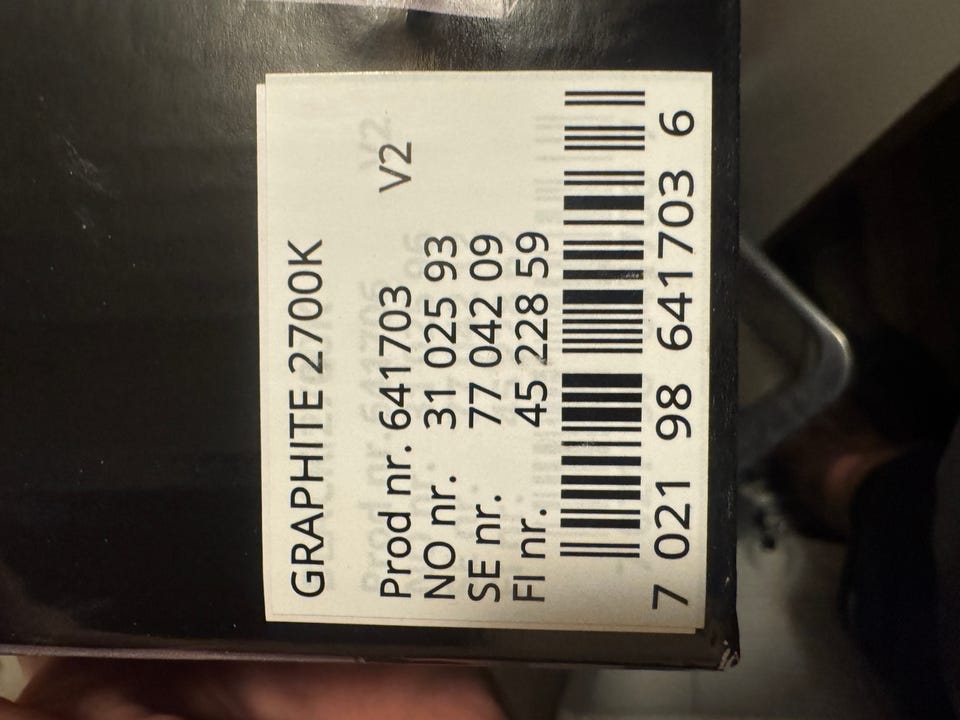 GRAPHITE 2700K
Prod nr. 641703 V2
NO nr. 31 025 93
SE nr. 77 042 09
FI nr. 45 228 59
7 021 98 641703 6